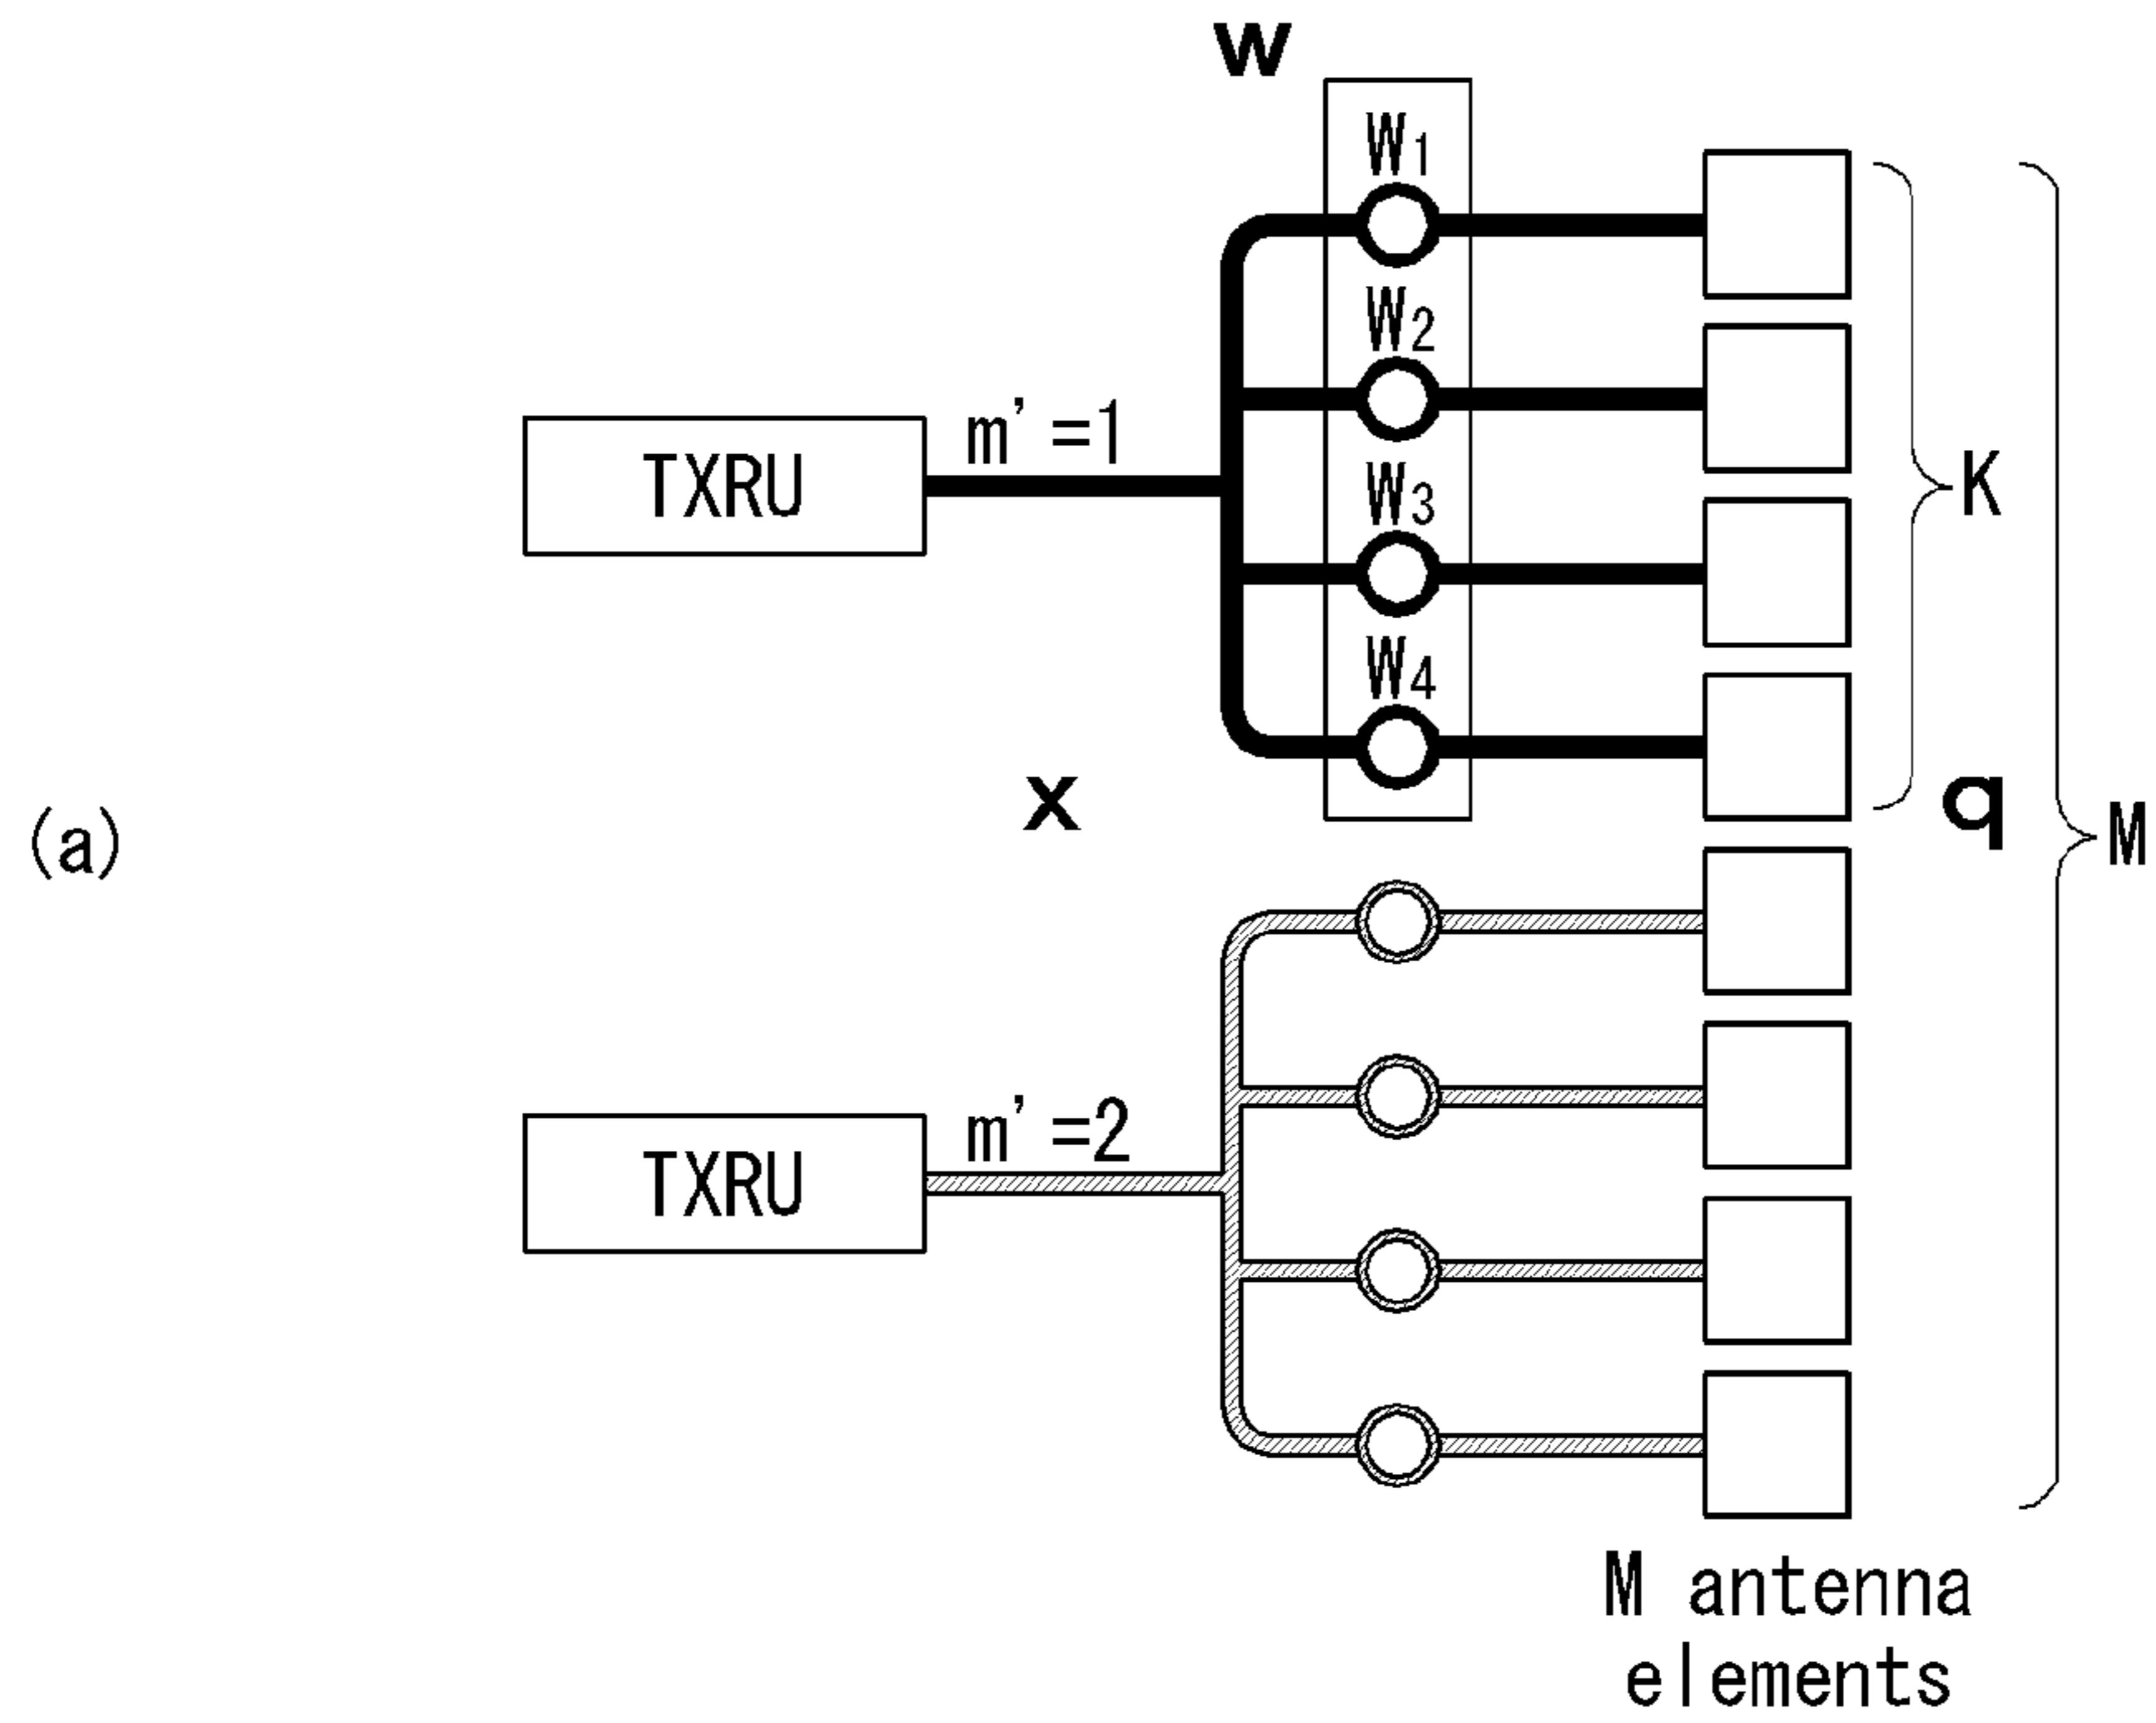 w
W1
W2
m'=1
TXRU
W3
K
W4
x
q
(a)
M
m'=2
TXRU
M antenna
elements